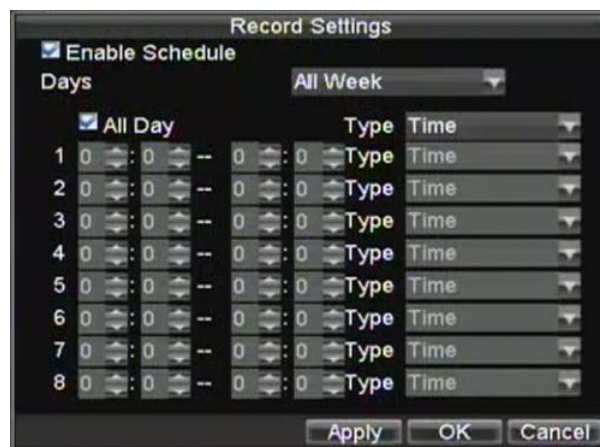 Record Settings
Enable Schedule
Days All Week
All Day Type Time
1 0 : 0 -- 0 : 0 Type Time
2 0 : 0 -- 0 : 0 Type Time
3 0 : 0 -- 0 : 0 Type Time
4 0 : 0 -- 0 : 0 Type Time
5 0 : 0 -- 0 : 0 Type Time
6 0 : 0 -- 0 : 0 Type Time
7 0 : 0 -- 0 : 0 Type Time
8 0 : 0 -- 0 : 0 Type Time
Apply OK Cancel